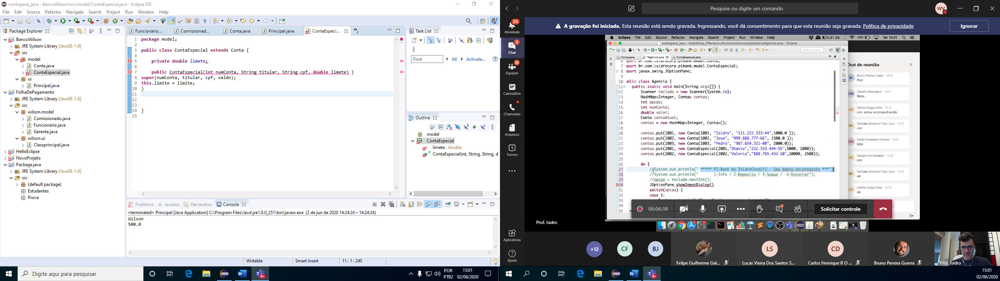 workspace_java - BancoWilson/src/model/ContaEspecial.java - Eclipse IDE
File Edit Source Refactor Navigate Search Project Run Window Help
Package Explorer
BancoWilson
JRE System Library [JavaSE-1.8]
src
model
Conta.java
ContaEspecial.java
ui
Principal.java
FolhaDePagamento
JRE System Library [JavaSE-1.8]
src
wilson.model
Comissionado.java
Funcionario.java
Gerente.java
wilson.ui
Classprincipal.java
HelloEclipse
NovoProjeto
Package.java
JRE System Library [JavaSE-1.8]
src
(default package)
Estudantes
Prova
Funcionario.... Comissionad... Conta.java Principal.java ContaEspeci... »2
1 package model;
2
3 public class ContaEspecial extends Conta {
4
5 private double limete;
6
7 public ContaEspecial(int numConta, String titular, String cpf, double limete) }
8 super(numConta, titular, cpf, saldo);
9 this.limite = limite;
10 }
11
12
13
14 }
15
Task List
Find All Activate...
Outline
model
ContaEspecial
limete : double
ContaEspecial(int, String, String, d
Problems Javadoc Declaration Console
<terminated> Principal [Java Application] C:\Program Files\Java\jre1.8.0_251\bin\javaw.exe (2 de jun de 2020 14:24:24 – 14:24:24)
Wilson
500.0
Writable Smart Insert 11 : 1 : 240
Digite aqui para pesquisar
9+
POR
PTB2
15:01
02/06/2020
Pesquise ou digite um comando
WV
21
Atividade
3
Chat
Equipes
Calendário
Chamadas
Arquivos
Turnos
Aplicativos
Ajuda
A gravação foi iniciada. Esta reunião está sendo gravada. Ingressando, você dá consentimento para que esta reunião seja gravada. Política de privacidade
Ignorar
Eclipse File Edit Source Refactor Navigate Search Project Run Window Help 5.81 GB 34% Ter 15:01
workspace_java - IsidroCorp_PIBank/src/br/com/isidrocorp/pibank/ui/Agencia.java - Eclipse
Quick Access
Conta.java *Agencia.java ContaEspecial.java
6 mport br.com.isidrocorp.pibank.model.Conta;
7 mport br.com.isidrocorp.pibank.model.ContaEspecial;
8 mport javax.swing.JOptionPane;
9
10 ublic class Agencia {
11 public static void main(String args[]) {
12 Scanner teclado = new Scanner(System.in);
13 HashMap<Integer, Conta> contas;
14 int opcao;
15 int numConta;
16 double valor;
17 Conta contaAtual;
18 contas = new HashMap<Integer, Conta>();
19
20 contas.put(1001, new Conta(1001, "Isidro", "111.222.333-44",1000.0 ));
21 contas.put(1002, new Conta(1002, "Jose", "999.888.777-66", 1500.0 ));
22 contas.put(1003, new Conta(1003, "Pedro", "987.654.321-00", 2000.0));
23 contas.put(2001, new ContaEspecial(2001,"Otavio","222.333.444-55",5000, 1000));
24 contas.put(2002, new ContaEspecial(2002,"Valeria","888.765.432-10",10000, 2500));
25
26 do {
27 //System.out.println(" ***** PI-Bank by IsidroCorp(r) - Seu banco onipresente ***");
28 //System.out.println(" 1-Info / 2-Deposito / 3-Saque / -1-Encerrar");
29 //opcao = teclado.nextInt();
30 JOptionPane.showInputDialog()
31 switch(opcao) {
32 case 1:
33
34
35
Chat de reunião
BJ Bruno Thome Junior 14:30
Pod
CM Claudio Marangoni 14:31
Bora...
CS Camila Vargas Silva 14:33
sim, estou acompanhando
NL Nathalie Martinelli Paes Lima 14:33
sim
DO David Fernandes Oliveira 14:35
blza
CK Claudia Yuri Katahira 14:59
sim
NL Nathalie Martinelli Paes Lima 14:59
ok
CS Camila Vargas Silva 14:59
ok
06:06:38
Solicitar controle
Prof. Isidro
+12
CF
BJ
Felipe Guilherme Gal...
LS
Lucas Vieira Dos Santos S...
CD
Carlos Henrique R O ...
Bruno Pereira Guerra
Prof. Isidro
9+
15:01
02/06/2020